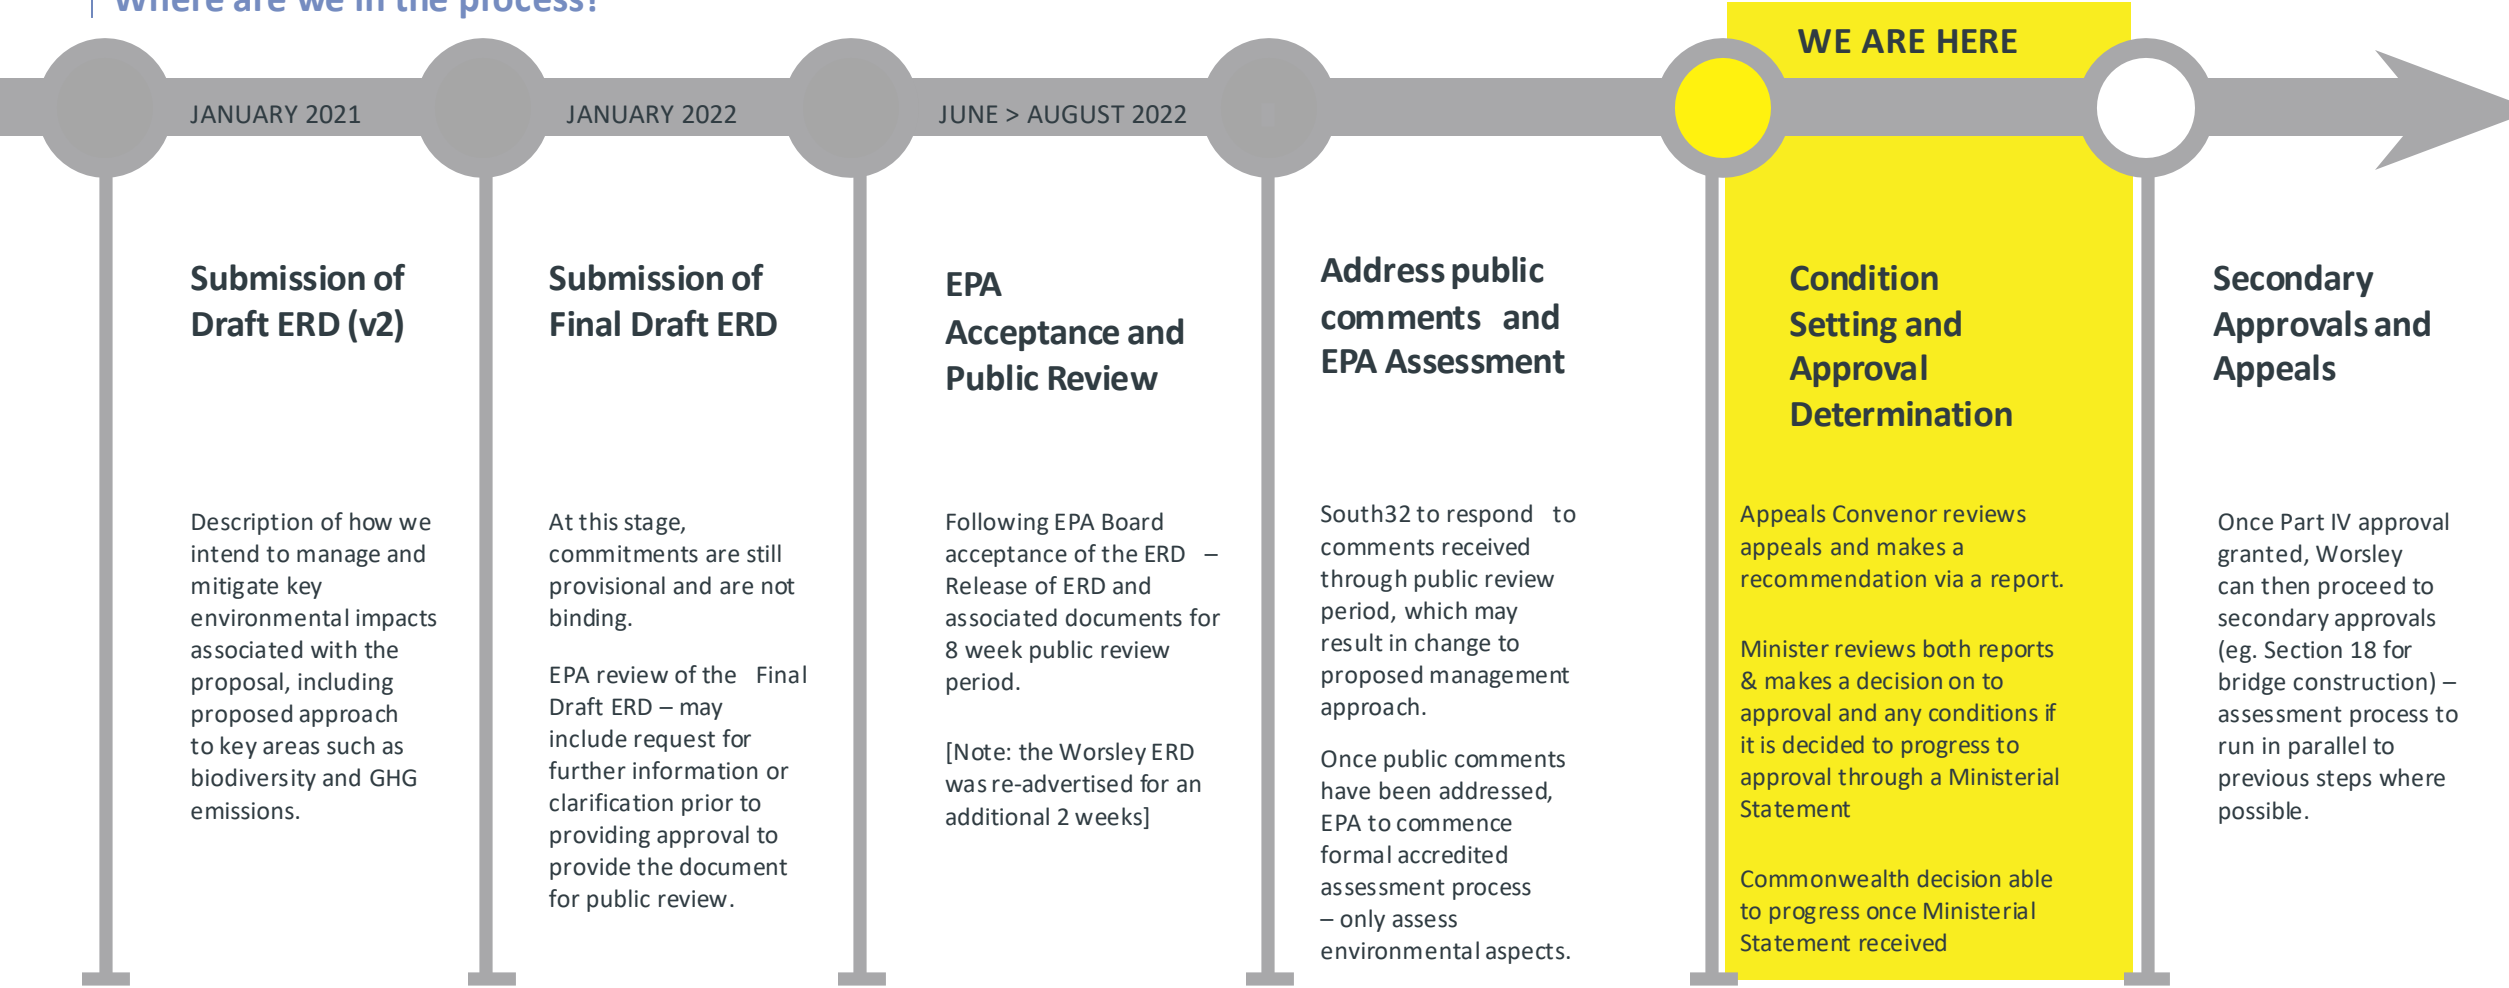 Where are we in the process?
WE ARE HERE
JANUARY 2021
JANUARY 2022
JUNE > AUGUST 2022
Submission of
Draft ERD (v2)
Description of how we
intend to manage and
mitigate key
environmental impacts
associated with the
proposal, including
proposed approach
to key areas such as
biodiversity and GHG
emissions.
Submission of
Final Draft ERD
At this stage,
commitments are still
provisional and are not
binding.
EPA review of the Final
Draft ERD – may
include request for
further information or
clarification prior to
providing approval to
provide the document
for public review.
EPA
Acceptance and
Public Review
Following EPA Board
acceptance of the ERD –
Release of ERD and
associated documents for
8 week public review
period.
[Note: the Worsley ERD
was re-advertised for an
additional 2 weeks]
Address public
comments and
EPA Assessment
South32 to respond to
comments received
through public review
period, which may
result in change to
proposed management
approach.
Once public comments
have been addressed,
EPA to commence
formal accredited
assessment process
– only assess
environmental aspects.
Condition
Setting and
Approval
Determination
Appeals Convenor reviews
appeals and makes a
recommendation via a report.
Minister reviews both reports
& makes a decision on to
approval and any conditions if
it is decided to progress to
approval through a Ministerial
Statement
Commonwealth decision able
to progress once Ministerial
Statement received
Secondary
Approvals and
Appeals
Once Part IV approval
granted, Worsley
can then proceed to
secondary approvals
(eg. Section 18 for
bridge construction) –
assessment process to
run in parallel to
previous steps where
possible.